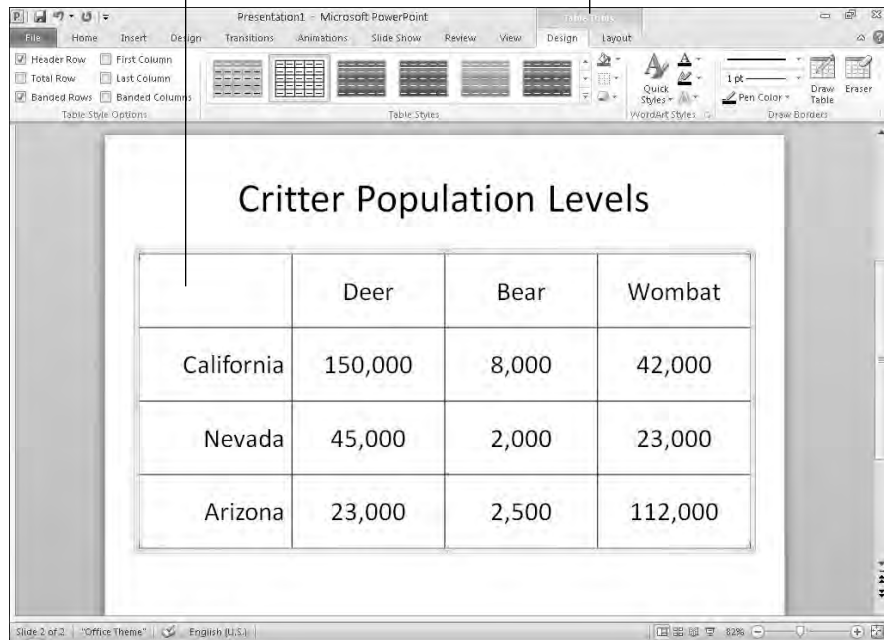 Presentation1 - Microsoft PowerPoint
Table Tools
File Home Insert Design Transitions Animations Slide Show Review View Design Layout
Header Row First Column
Total Row Last Column
Banded Rows Banded Columns
Quick Styles
1 pt
Pen Color
Draw Table
Eraser
Table Style Options Table Styles WordArt Styles Draw Borders
Critter Population Levels
Deer Bear Wombat
California 150,000 8,000 42,000
Nevada 45,000 2,000 23,000
Arizona 23,000 2,500 112,000
Slide 2 of 2 "Office Theme" English (U.S.) 82%